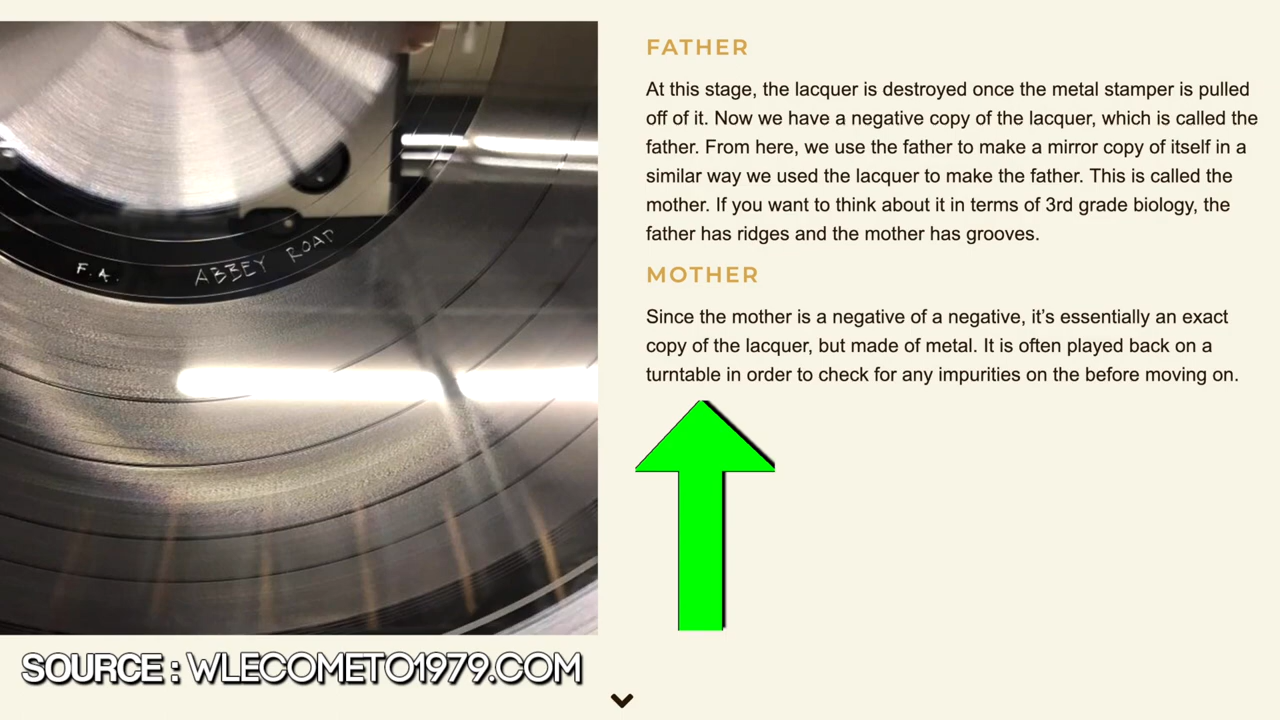 F.A.
ABBEY ROAD
SOURCE : WLECOMETO1979.COM
FATHER
At this stage, the lacquer is destroyed once the metal stamper is pulled
off of it. Now we have a negative copy of the lacquer, which is called the
father. From here, we use the father to make a mirror copy of itself in a
similar way we used the lacquer to make the father. This is called the
mother. If you want to think about it in terms of 3rd grade biology, the
father has ridges and the mother has grooves.
MOTHER
Since the mother is a negative of a negative, it’s essentially an exact
copy of the lacquer, but made of metal. It is often played back on a
turntable in order to check for any impurities on the before moving on.